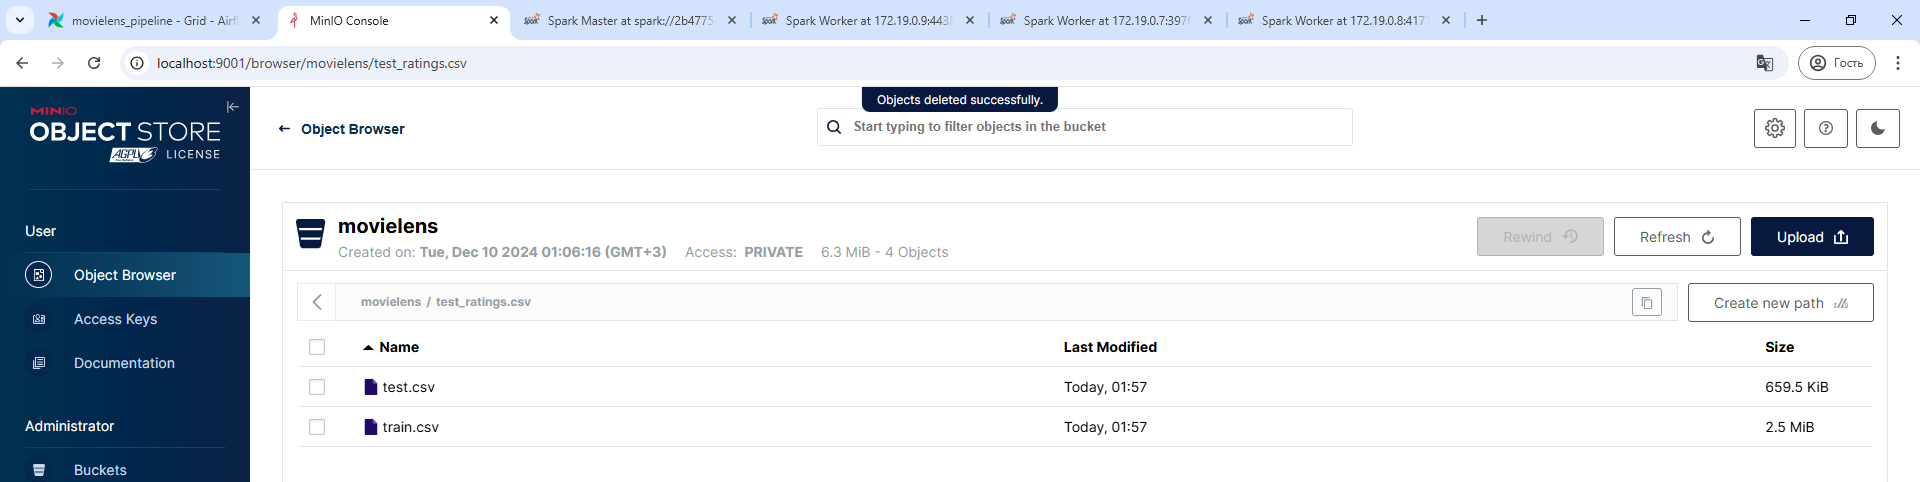 movielens_pipeline - Grid - Airfl
MinIO Console
Spark Master at spark://2b4775
Spark Worker at 172.19.0.9:443
Spark Worker at 172.19.0.7:397
Spark Worker at 172.19.0.8:417
localhost:9001/browser/movielens/test_ratings.csv
Гость
Objects deleted successfully.
MINIO
OBJECT STORE
AGPLV3 LICENSE
Object Browser
Start typing to filter objects in the bucket
User
Object Browser
Access Keys
Documentation
Administrator
Buckets
movielens
Created on: Tue, Dec 10 2024 01:06:16 (GMT+3) Access: PRIVATE 6.3 MiB - 4 Objects
Rewind
Refresh
Upload
movielens / test_ratings.csv
Create new path
Name Last Modified Size
test.csv Today, 01:57 659.5 KiB
train.csv Today, 01:57 2.5 MiB